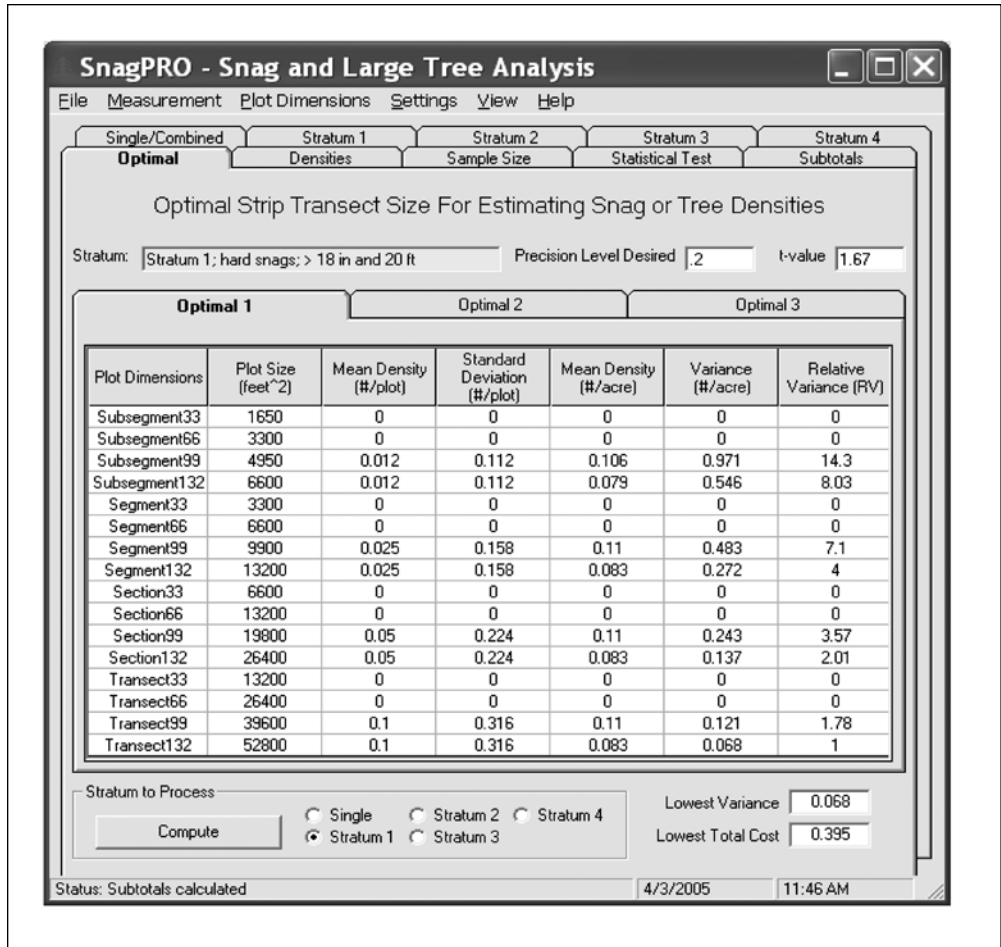 SnagPRO - Snag and Large Tree Analysis
File Measurement Plot Dimensions Settings View Help
Single/Combined Stratum 1 Stratum 2 Stratum 3 Stratum 4
Optimal Densities Sample Size Statistical Test Subtotals
Optimal Strip Transect Size For Estimating Snag or Tree Densities
Stratum: Stratum 1; hard snags; > 18 in and 20 ft Precision Level Desired .2 t-value 1.67
Optimal 1 Optimal 2 Optimal 3
Plot Dimensions Plot Size (feet^2) Mean Density (#/plot) Standard Deviation (#/plot) Mean Density (#/acre) Variance (#/acre) Relative Variance (RV)
Subsegment33 1650 0 0 0 0 0
Subsegment66 3300 0 0 0 0 0
Subsegment99 4950 0.012 0.112 0.106 0.971 14.3
Subsegment132 6600 0.012 0.112 0.079 0.546 8.03
Segment33 3300 0 0 0 0 0
Segment66 6600 0 0 0 0 0
Segment99 9900 0.025 0.158 0.11 0.483 7.1
Segment132 13200 0.025 0.158 0.083 0.272 4
Section33 6600 0 0 0 0 0
Section66 13200 0 0 0 0 0
Section99 19800 0.05 0.224 0.11 0.243 3.57
Section132 26400 0.05 0.224 0.083 0.137 2.01
Transect33 13200 0 0 0 0 0
Transect66 26400 0 0 0 0 0
Transect99 39600 0.1 0.316 0.11 0.121 1.78
Transect132 52800 0.1 0.316 0.083 0.068 1
Stratum to Process
Compute
Single Stratum 2 Stratum 4
Stratum 1 Stratum 3
Lowest Variance 0.068
Lowest Total Cost 0.395
Status: Subtotals calculated 4/3/2005 11:46 AM